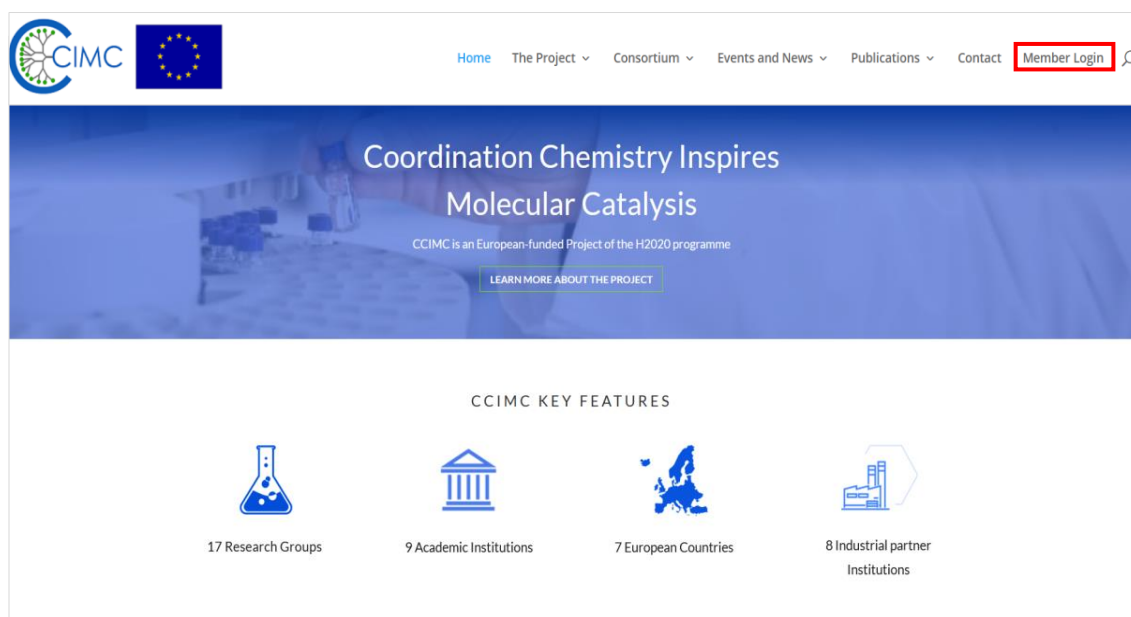 CCIMC
Home The Project Consortium Events and News Publications Contact Member Login
Coordination Chemistry Inspires
Molecular Catalysis
CCIMC is an European-funded Project of the H2020 programme
LEARN MORE ABOUT THE PROJECT
CCIMC KEY FEATURES
17 Research Groups
9 Academic Institutions
7 European Countries
8 Industrial partner
Institutions